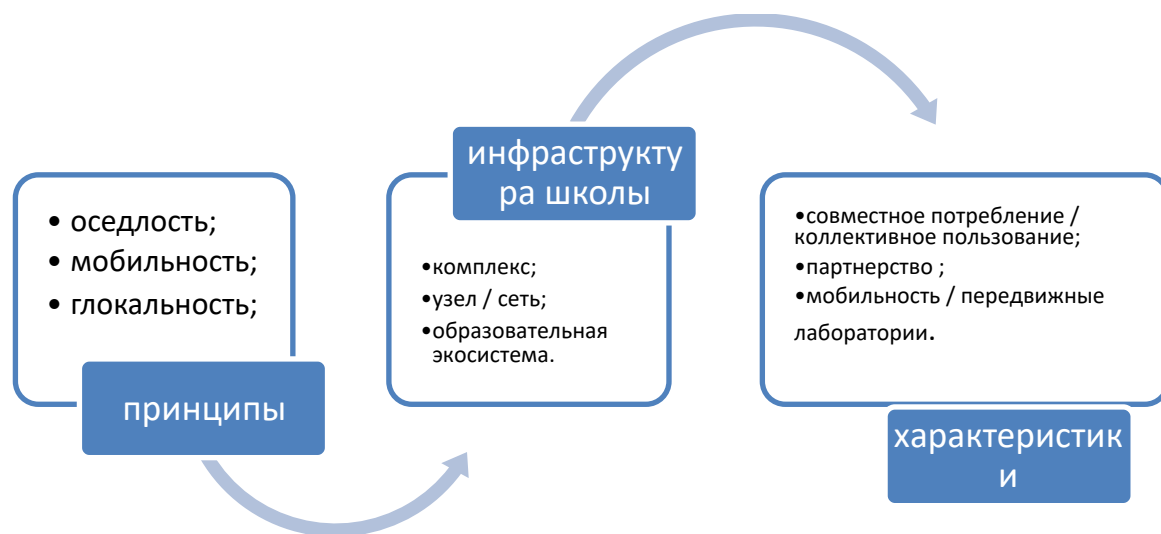 • оседлость;
• мобильность;
• глокальность;
принципы
инфраструкту
ра школы
•комплекс;
•узел / сеть;
•образовательная
экосистема.
•совместное потребление /
коллективное пользование;
•партнерство ;
•мобильность / передвижные
лаборатории.
характеристик
и